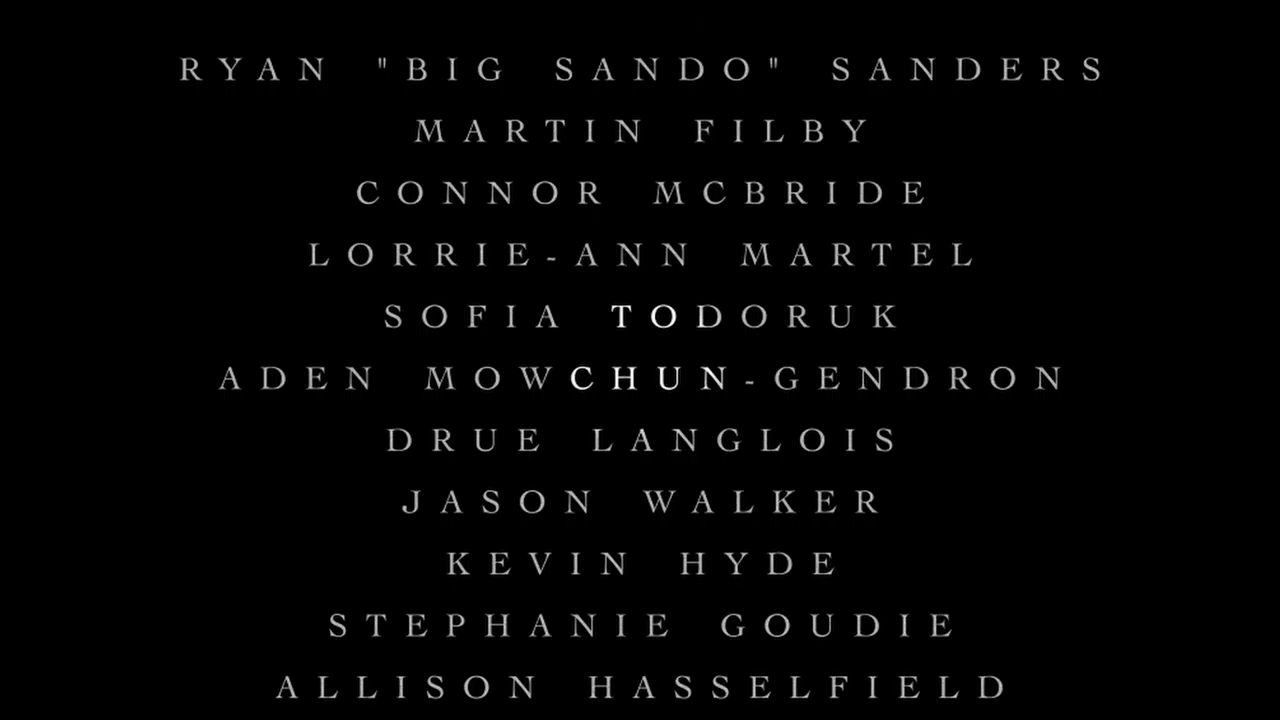 RYAN "BIG SANDO" SANDERS
MARTIN FILBY
CONNOR MCBRIDE
LORRIE-ANN MARTEL
SOFIA TODORUK
ADEN MOWCHUN-GENDRON
DRUE LANGLOIS
JASON WALKER
KEVIN HYDE
STEPHANIE GOUDIE
ALLISON HASSELFIELD